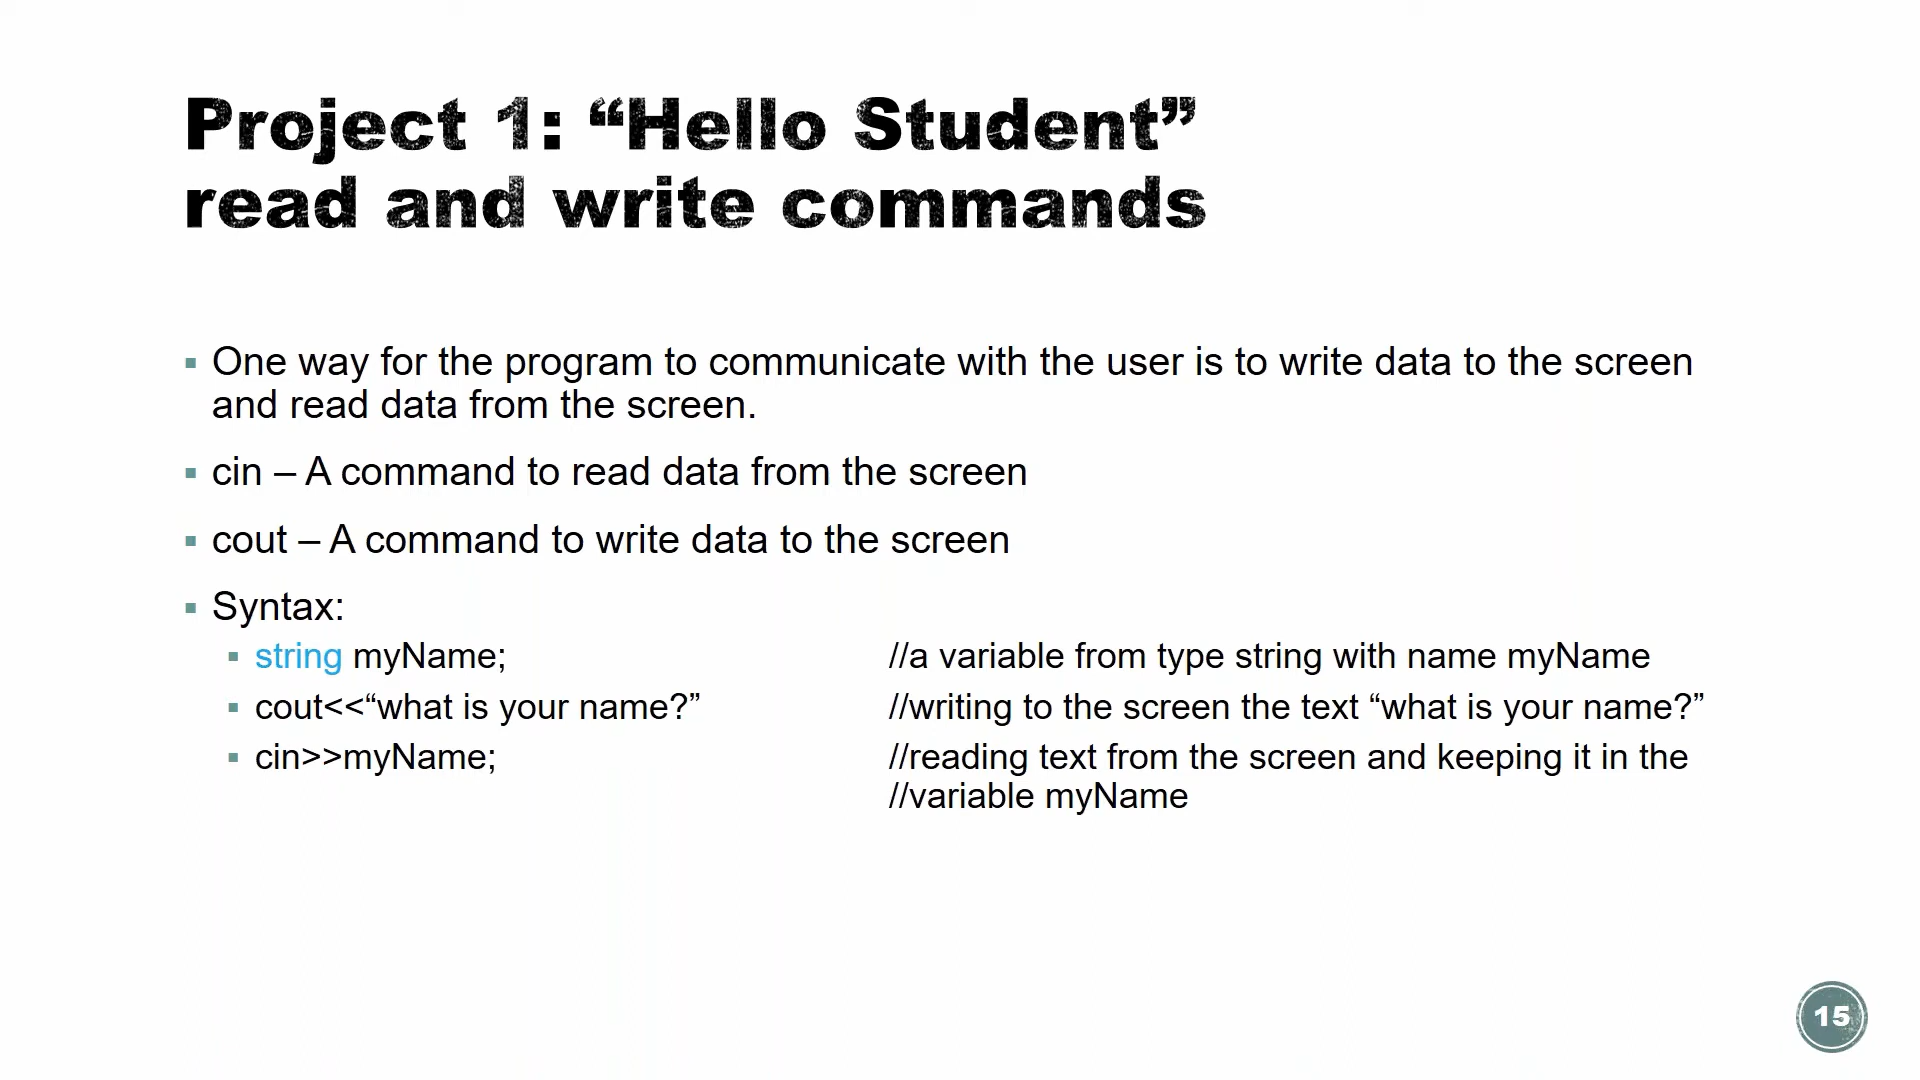 Project 1: “Hello Student”
read and write commands
One way for the program to communicate with the user is to write data to the screen
and read data from the screen.
cin – A command to read data from the screen
cout – A command to write data to the screen
Syntax:
string myName; //a variable from type string with name myName
cout<<“what is your name?” //writing to the screen the text “what is your name?”
cin>>myName; //reading text from the screen and keeping it in the
//variable myName
15